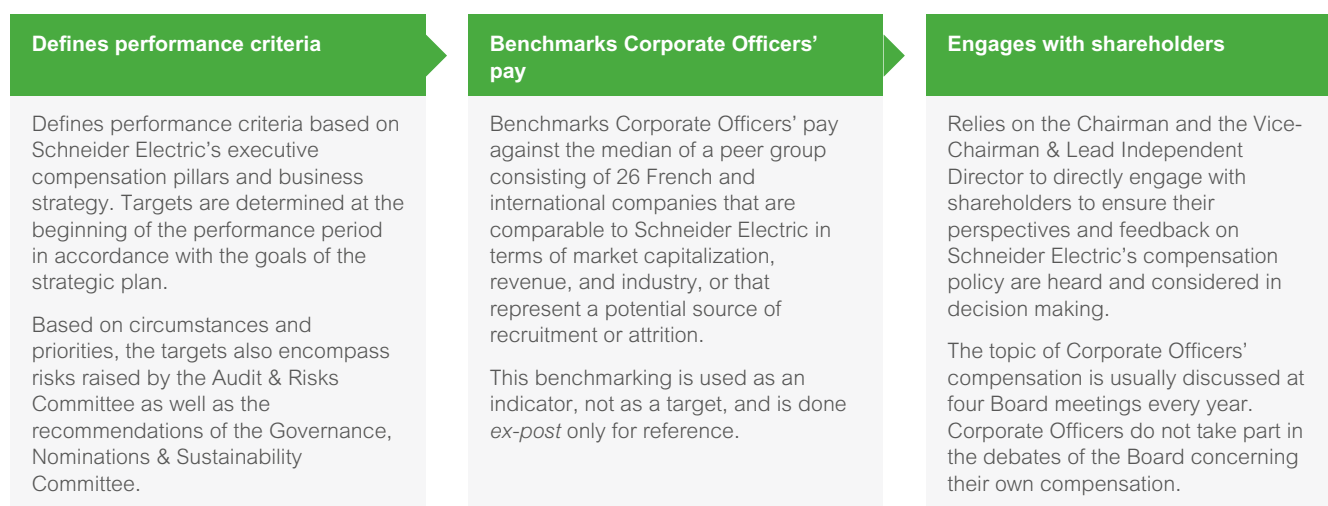 Defines performance criteria
Defines performance criteria based on
Schneider Electric’s executive
compensation pillars and business
strategy. Targets are determined at the
beginning of the performance period
in accordance with the goals of the
strategic plan.
Based on circumstances and
priorities, the targets also encompass
risks raised by the Audit & Risks
Committee as well as the
recommendations of the Governance,
Nominations & Sustainability
Committee.
Benchmarks Corporate Officers’
pay
Benchmarks Corporate Officers’ pay
against the median of a peer group
consisting of 26 French and
international companies that are
comparable to Schneider Electric in
terms of market capitalization,
revenue, and industry, or that
represent a potential source of
recruitment or attrition.
This benchmarking is used as an
indicator, not as a target, and is done
ex-post only for reference.
Engages with shareholders
Relies on the Chairman and the Vice-
Chairman & Lead Independent
Director to directly engage with
shareholders to ensure their
perspectives and feedback on
Schneider Electric’s compensation
policy are heard and considered in
decision making.
The topic of Corporate Officers’
compensation is usually discussed at
four Board meetings every year.
Corporate Officers do not take part in
the debates of the Board concerning
their own compensation.